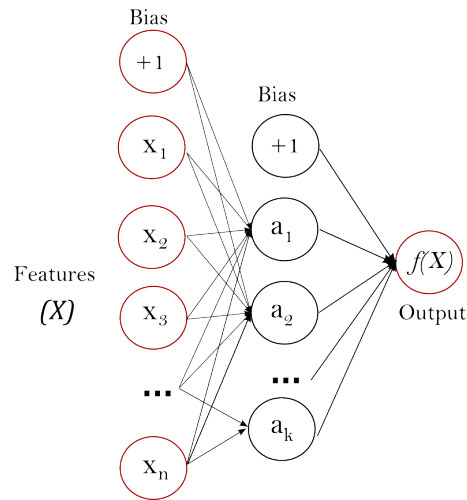 Bias
+1
x₁
x₂
x₃
...
xₙ
Features
(X)
Bias
+1
a₁
a₂
...
aₖ
f(X)
Output